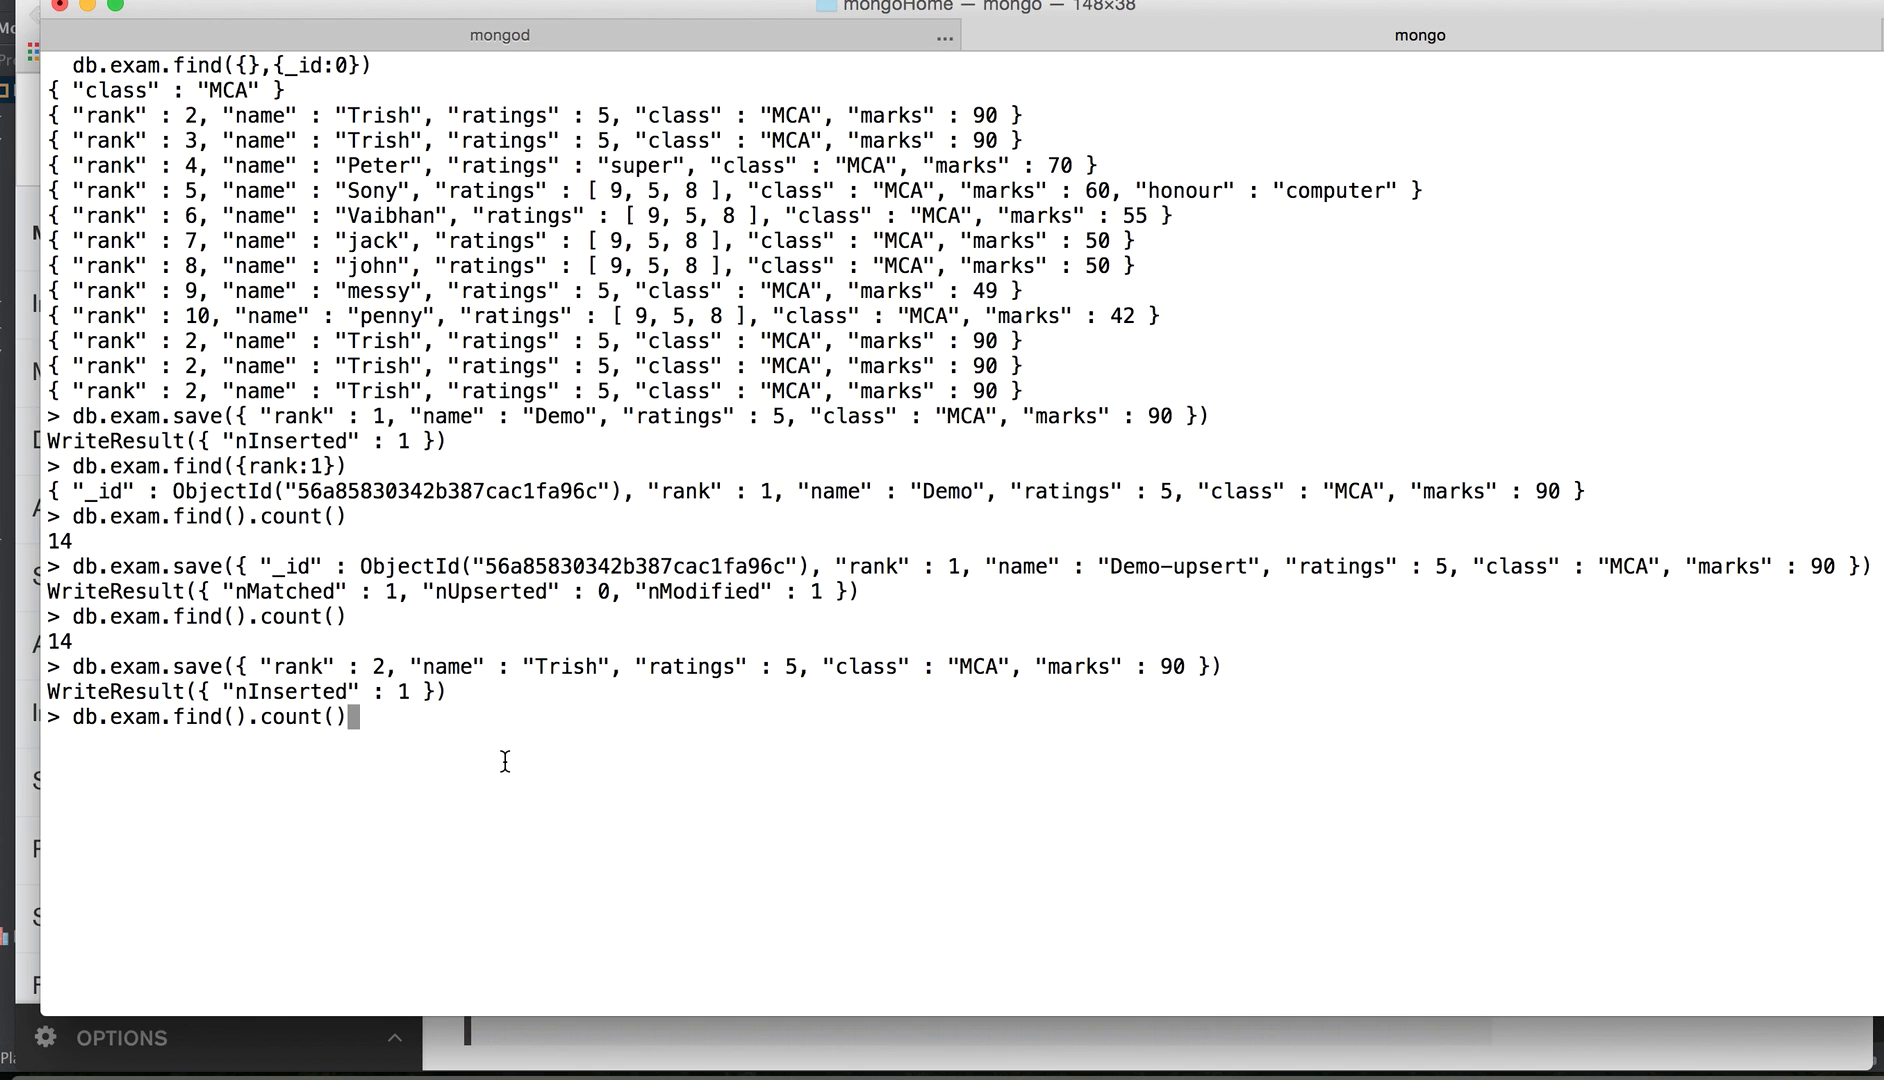 mongoHome — mongo — 148×38
mongod
...
mongo
db.exam.find({},{_id:0})
{ "class" : "MCA" }
{ "rank" : 2, "name" : "Trish", "ratings" : 5, "class" : "MCA", "marks" : 90 }
{ "rank" : 3, "name" : "Trish", "ratings" : 5, "class" : "MCA", "marks" : 90 }
{ "rank" : 4, "name" : "Peter", "ratings" : "super", "class" : "MCA", "marks" : 70 }
{ "rank" : 5, "name" : "Sony", "ratings" : [ 9, 5, 8 ], "class" : "MCA", "marks" : 60, "honour" : "computer" }
{ "rank" : 6, "name" : "Vaibhan", "ratings" : [ 9, 5, 8 ], "class" : "MCA", "marks" : 55 }
{ "rank" : 7, "name" : "jack", "ratings" : [ 9, 5, 8 ], "class" : "MCA", "marks" : 50 }
{ "rank" : 8, "name" : "john", "ratings" : [ 9, 5, 8 ], "class" : "MCA", "marks" : 50 }
{ "rank" : 9, "name" : "messy", "ratings" : 5, "class" : "MCA", "marks" : 49 }
{ "rank" : 10, "name" : "penny", "ratings" : [ 9, 5, 8 ], "class" : "MCA", "marks" : 42 }
{ "rank" : 2, "name" : "Trish", "ratings" : 5, "class" : "MCA", "marks" : 90 }
{ "rank" : 2, "name" : "Trish", "ratings" : 5, "class" : "MCA", "marks" : 90 }
{ "rank" : 2, "name" : "Trish", "ratings" : 5, "class" : "MCA", "marks" : 90 }
> db.exam.save({ "rank" : 1, "name" : "Demo", "ratings" : 5, "class" : "MCA", "marks" : 90 })
WriteResult({ "nInserted" : 1 })
> db.exam.find({rank:1})
{ "_id" : ObjectId("56a85830342b387cac1fa96c"), "rank" : 1, "name" : "Demo", "ratings" : 5, "class" : "MCA", "marks" : 90 }
> db.exam.find().count()
14
> db.exam.save({ "_id" : ObjectId("56a85830342b387cac1fa96c"), "rank" : 1, "name" : "Demo-upsert", "ratings" : 5, "class" : "MCA", "marks" : 90 })
WriteResult({ "nMatched" : 1, "nUpserted" : 0, "nModified" : 1 })
> db.exam.find().count()
14
> db.exam.save({ "rank" : 2, "name" : "Trish", "ratings" : 5, "class" : "MCA", "marks" : 90 })
WriteResult({ "nInserted" : 1 })
> db.exam.find().count()
OPTIONS